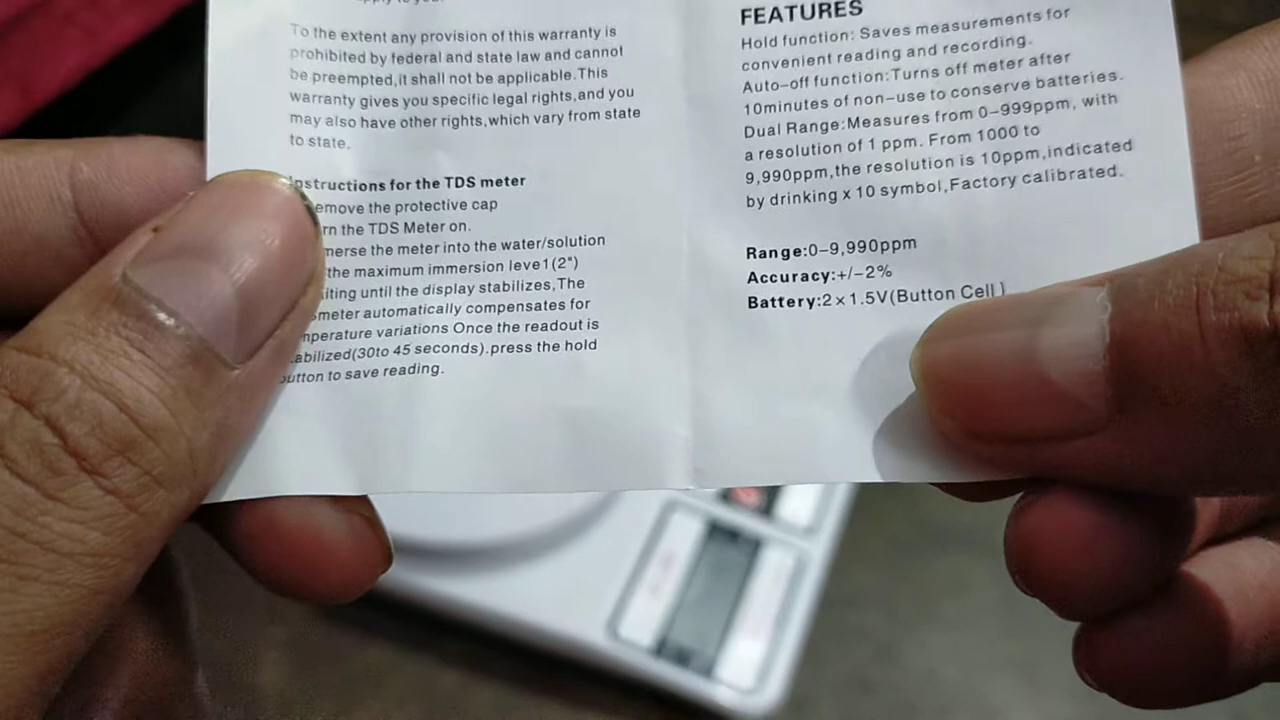 To the extent any provision of this warranty is
prohibited by federal and state law and cannot
be preempted,it shall not be applicable.This
warranty gives you specific legal rights,and you
may also have other rights,which vary from state
to state.
Instructions for the TDS meter
emove the protective cap
rn the TDS Meter on.
merse the meter into the water/solution
the maximum immersion leve1(2")
iting until the display stabilizes,The
meter automatically compensates for
nperature variations Once the readout is
abilized(30to 45 seconds).press the hold
utton to save reading.
FEATURES
Hold function: Saves measurements for
convenient reading and recording.
Auto-off function:Turns off meter after
10minutes of non-use to conserve batteries.
Dual Range:Measures from 0-999ppm, with
a resolution of 1 ppm. From 1000 to
9,990ppm,the resolution is 10ppm,indicated
by drinking x 10 symbol,Factory calibrated.
Range:0-9,990ppm
Accuracy:+/-2%
Battery:2×1.5V(Button Cell)